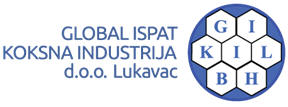 GLOBAL ISPAT
KOKSNA INDUSTRIJA
d.o.o. Lukavac
G I
K I L
B H